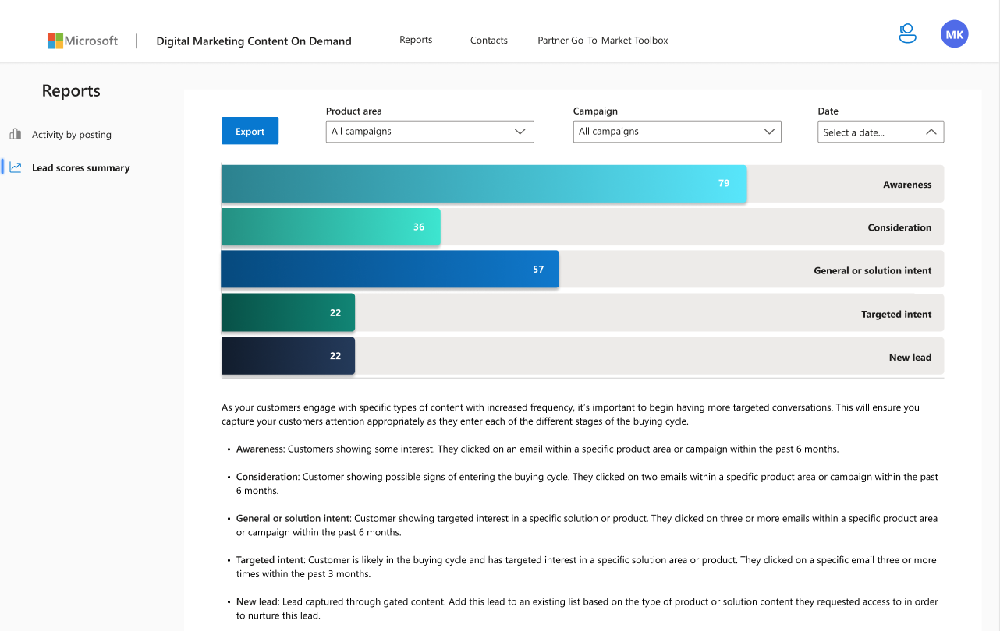 Microsoft | Digital Marketing Content On Demand Reports Contacts Partner Go-To-Market Toolbox MK
Reports
Activity by posting
Lead scores summary
Export
Product area
All campaigns
Campaign
All campaigns
Date
Select a date...
79 Awareness
36 Consideration
57 General or solution intent
22 Targeted intent
22 New lead
As your customers engage with specific types of content with increased frequency, it's important to begin having more targeted conversations. This will ensure you
capture your customers attention appropriately as they enter each of the different stages of the buying cycle.
• Awareness: Customers showing some interest. They clicked on an email within a specific product area or campaign within the past 6 months.
• Consideration: Customer showing possible signs of entering the buying cycle. They clicked on two emails within a specific product area or campaign within the past
6 months.
• General or solution intent: Customer showing targeted interest in a specific solution or product. They clicked on three or more emails within a specific product area
or campaign within the past 6 months.
• Targeted intent: Customer is likely in the buying cycle and has targeted interest in a specific solution area or product. They clicked on a specific email three or more
times within the past 3 months.
• New lead: Lead captured through gated content. Add this lead to an existing list based on the type of product or solution content they requested access to in order
to nurture this lead.